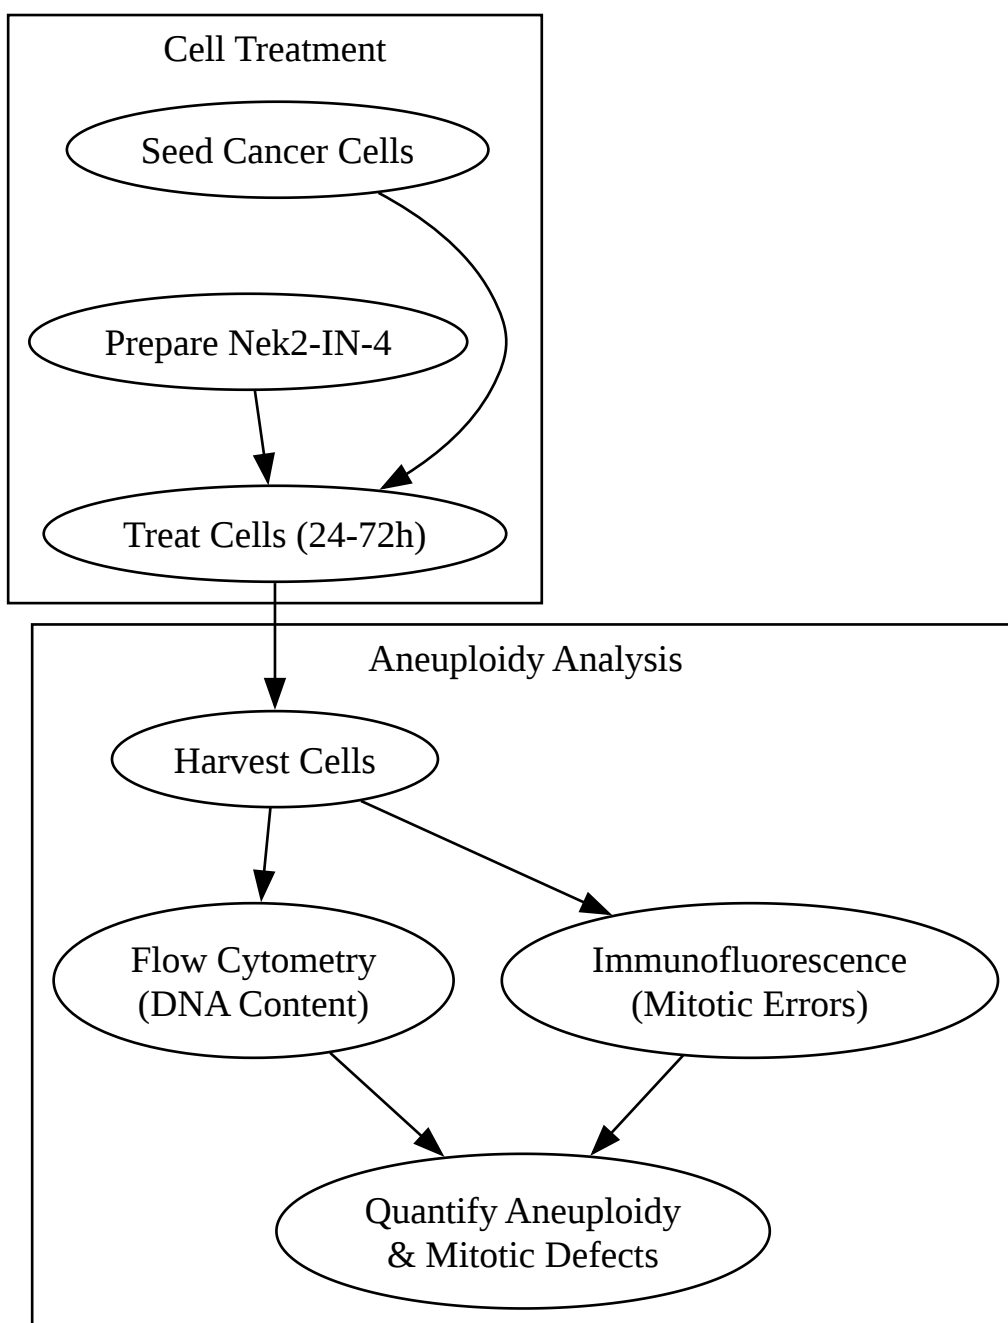 Cell Treatment
Seed Cancer Cells
Prepare Nek2-IN-4
Treat Cells (24-72h)
Aneuploidy Analysis
Harvest Cells
Flow Cytometry
(DNA Content)
Immunofluorescence
(Mitotic Errors)
Quantify Aneuploidy
& Mitotic Defects